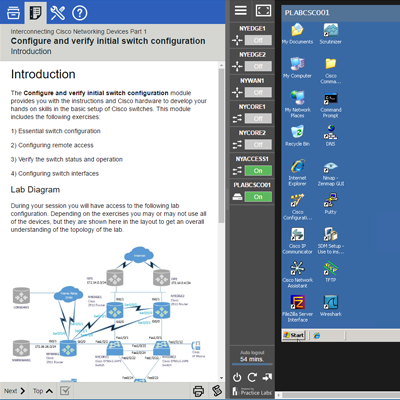 Interconnecting Cisco Networking Devices Part 1
Configure and verify initial switch configuration
Introduction
Introduction
The Configure and verify initial switch configuration module
provides you with the instructions and Cisco hardware to develop your
hands on skills in the basic setup of Cisco switches. This module
includes the following exercises:
1) Essential switch configuration
2) Configuring remote access
3) Verify the switch status and operation
4) Configuring switch interfaces
Lab Diagram
During your session you will have access to the following lab
configuration. Depending on the exercises you may or may not use all
of the devices, but they are shown here in the layout to get an overall
understanding of the topology of the lab.
Internet
Next
Top
NYEDGE1
Off
NYEDGE2
Off
NYWAN1
Off
NYCORE1
Off
NYCORE2
Off
NYACCESS1
On
PLABCSCO01
On
Auto logout
54 mins.
Practice Labs
PLABCSCO01
My Documents
Scrutinizer
My Computer
Cisco
Comma...
My Network
Places
Command
Prompt
Recycle Bin
DNS
Internet
Explorer
Nmap -
Zenmap GUI
Cisco
Configurati...
Putty
Cisco IP
Communicator
SDM Setup -
Use to ins...
Cisco Network
Assistant
TFTP
FileZilla Server
Interface
Wireshark
Start